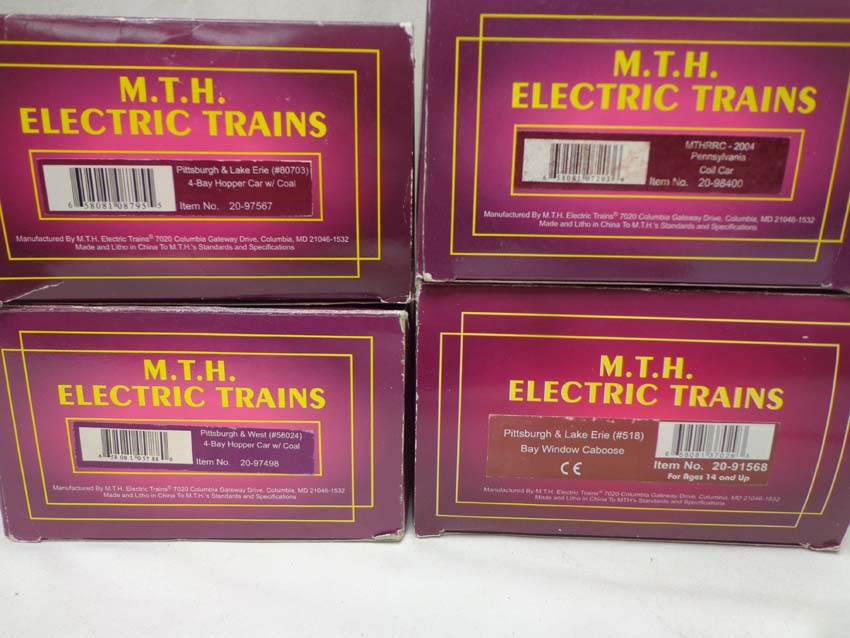 M.T.H.
ELECTRIC TRAINS
Pittsburgh & Lake Erie (#80703)
4-Bay Hopper Car w/ Coal
6 58081 08795 5
Item No. 20-97567
Manufactured By M.T.H. Electric Trains® 7020 Columbia Gateway Drive, Columbia, MD 21046-1532
Made and Litho in China To M.T.H.'s Standards and Specifications
M.T.H.
ELECTRIC TRAINS
MTHRRC - 2004
Pennsylvania
Coil Car
Item No. 20-98400
Manufactured By M.T.H. Electric Trains® 7020 Columbia Gateway Drive, Columbia, MD 21046-1532
Made and Litho in China To M.T.H.'s Standards and Specifications
M.T.H.
ELECTRIC TRAINS
Pittsburgh & West (#58024)
4-Bay Hopper Car w/ Coal
Item No. 20-97498
Manufactured By M.T.H. Electric Trains® 7020 Columbia Gateway Drive, Columbia, MD 21046-1532
Made and Litho in China To M.T.H.'s Standards and Specifications
M.T.H.
ELECTRIC TRAINS
Pittsburgh & Lake Erie (#518)
Bay Window Caboose
CE
Item No. 20-91568
For Ages 14 and Up
Manufactured By M.T.H. Electric Trains® 7020 Columbia Gateway Drive, Columbia, MD 21046-1532
Made and Litho in China To MTH's Standards and Specifications